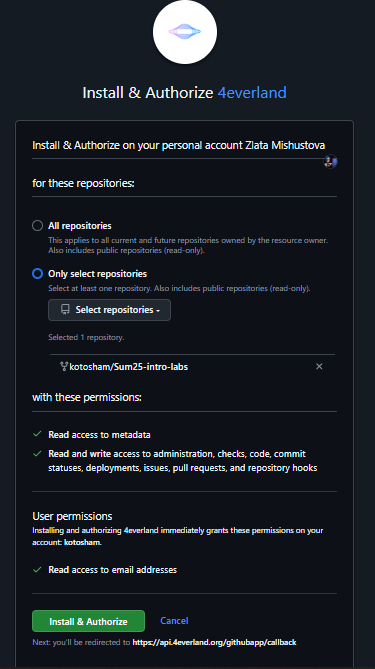 Install & Authorize 4everland
Install & Authorize on your personal account Zlata Mishustova
for these repositories:
All repositories
This applies to all current and future repositories owned by the resource owner.
Also includes public repositories (read-only).
Only select repositories
Select at least one repository. Also includes public repositories (read-only).
Select repositories
Selected 1 repository.
kotosham/Sum25-intro-labs
with these permissions:
Read access to metadata
Read and write access to administration, checks, code, commit
statuses, deployments, issues, pull requests, and repository hooks
User permissions
Installing and authorizing 4everland immediately grants these permissions on your
account: kotosham.
Read access to email addresses
Install & Authorize Cancel
Next: you'll be redirected to https://api.4everland.org/githubapp/callback